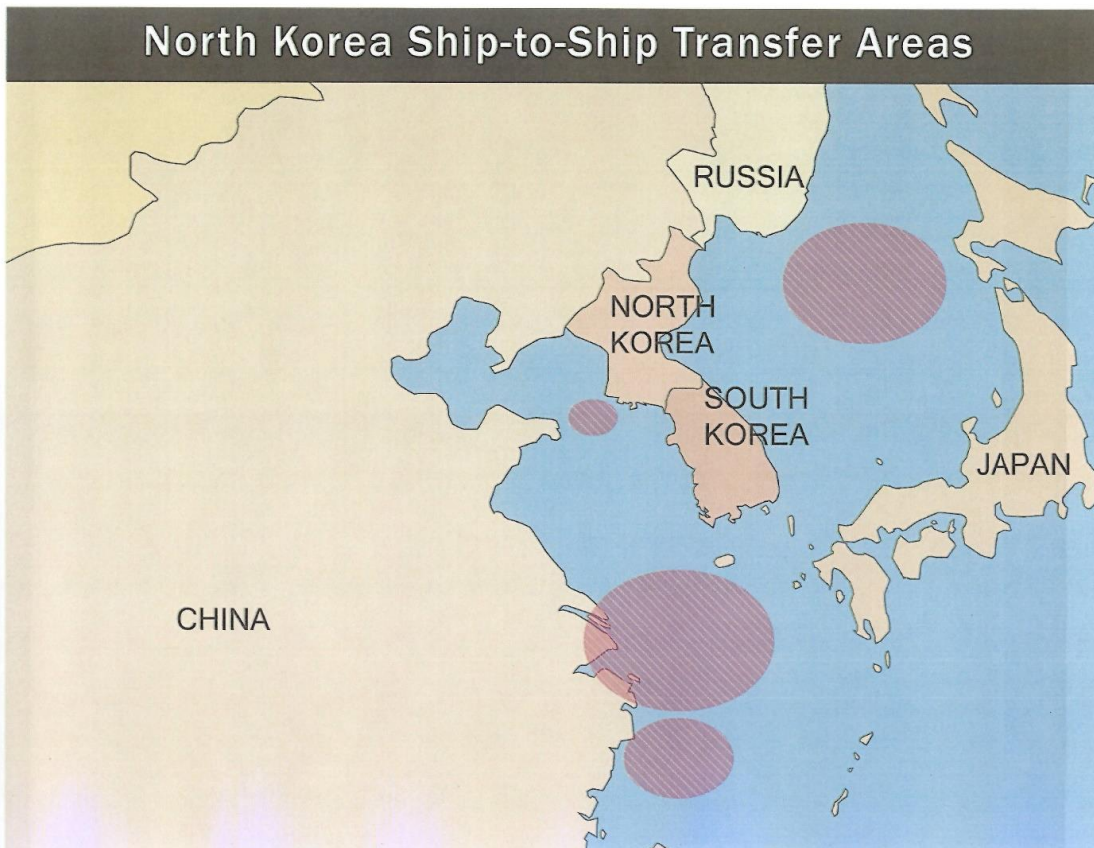 North Korea Ship-to-Ship Transfer Areas
RUSSIA
NORTH
KOREA
SOUTH
KOREA
JAPAN
CHINA